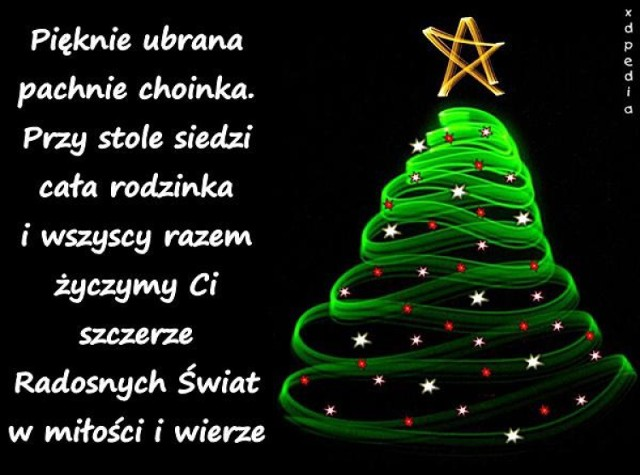 Pięknie ubrana
pachnie choinka.
Przy stole siedzi
cała rodzinka
i wszyscy razem
życzymy Ci
szczerze
Radosnych Świat
w miłości i wierze
xdpedia